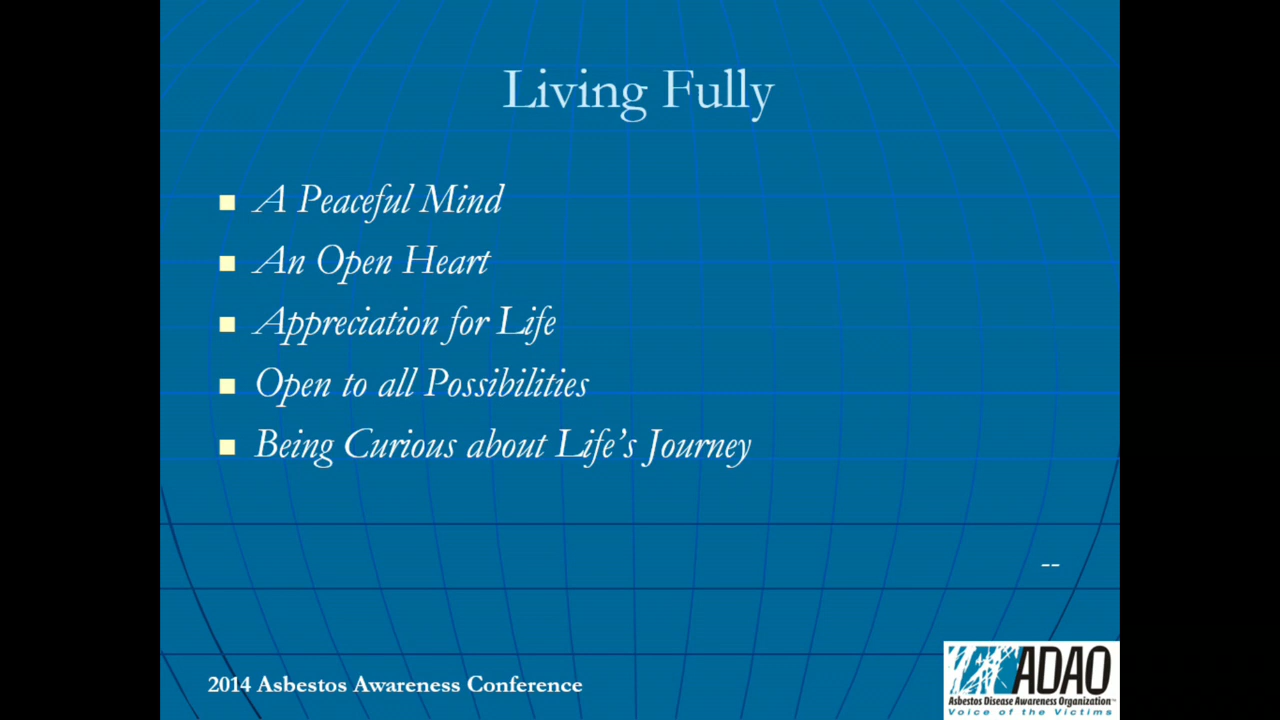 Living Fully
A Peaceful Mind
An Open Heart
Appreciation for Life
Open to all Possibilities
Being Curious about Life’s Journey
--
2014 Asbestos Awareness Conference
ADAO
Asbestos Disease Awareness Organization™
Voice of the Victims